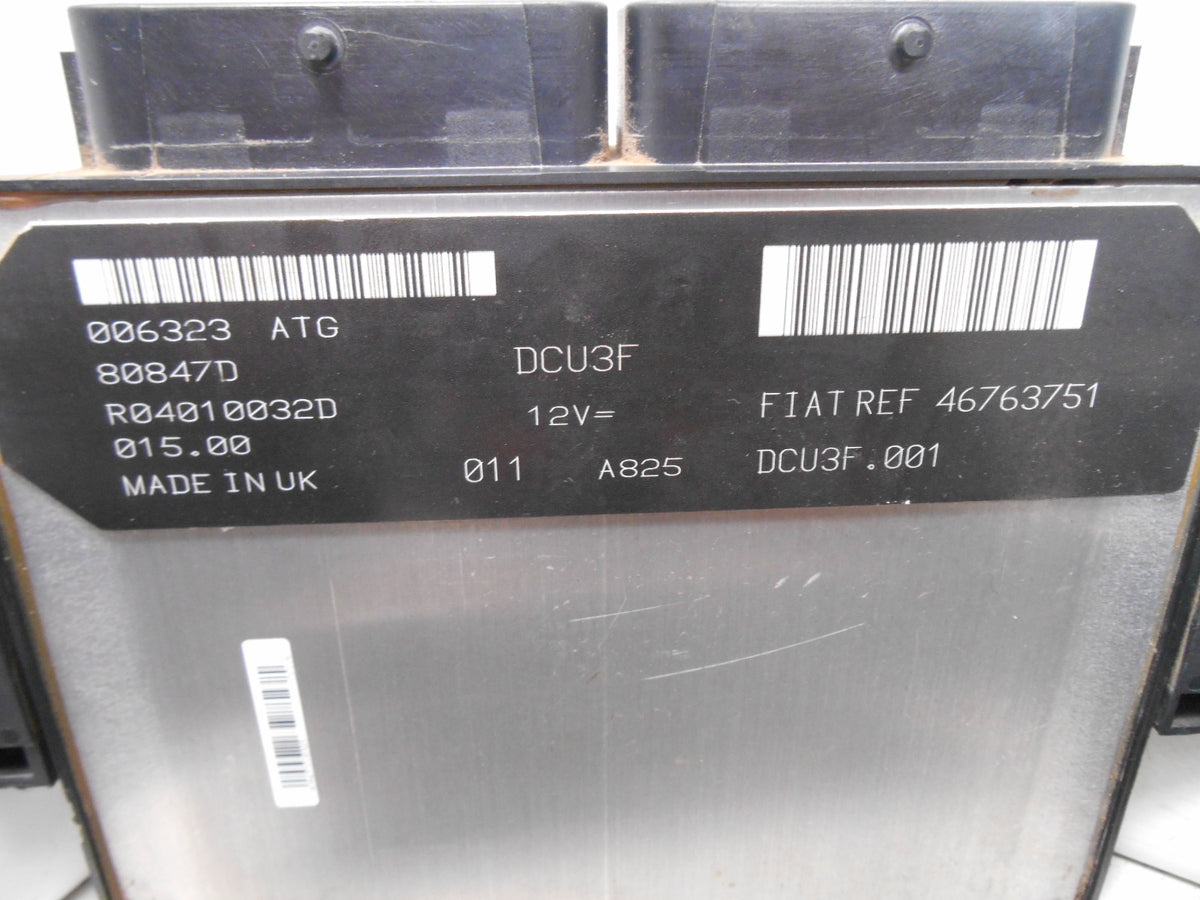 006323 ATG
80847D
R04010032D
015.00
MADE IN UK
DCU3F
12V=
011 A825
FIAT REF 46763751
DCU3F.001